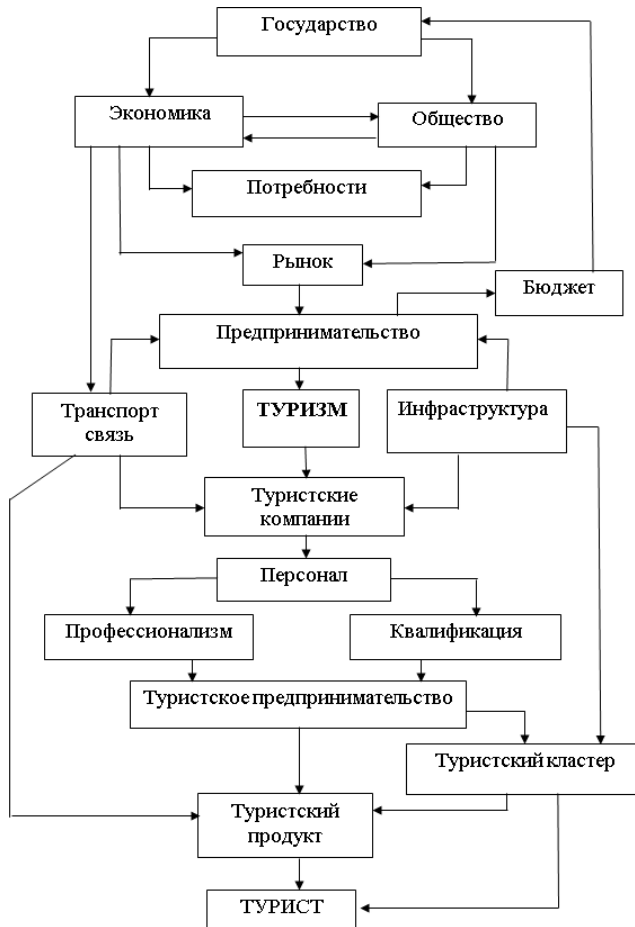 Государство
Экономика
Общество
Потребности
Рынок
Бюджет
Предпринимательство
Транспорт
связь
ТУРИЗМ
Инфраструктура
Туристские
компании
Персонал
Профессионализм
Квалификация
Туристское предпринимательство
Туристский кластер
Туристский
продукт
ТУРИСТ